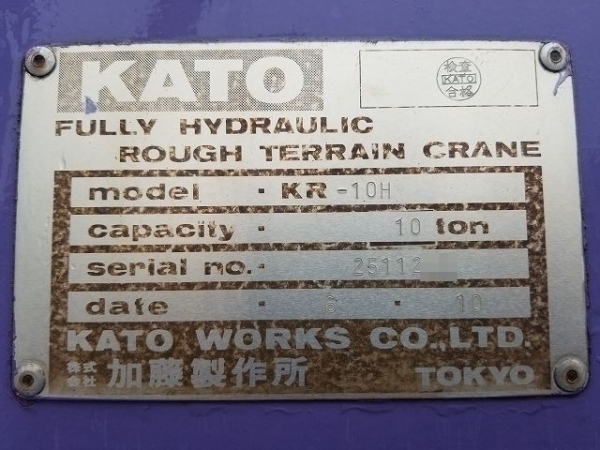 KATO
検査
KATO
合格
FULLY HYDRAULIC
ROUGH TERRAIN CRANE
model · KR-10H
capacity · 10 ton
serial no. · 25112
date · · 10
KATO WORKS CO.,LTD.
株式会社 加藤製作所 TOKYO